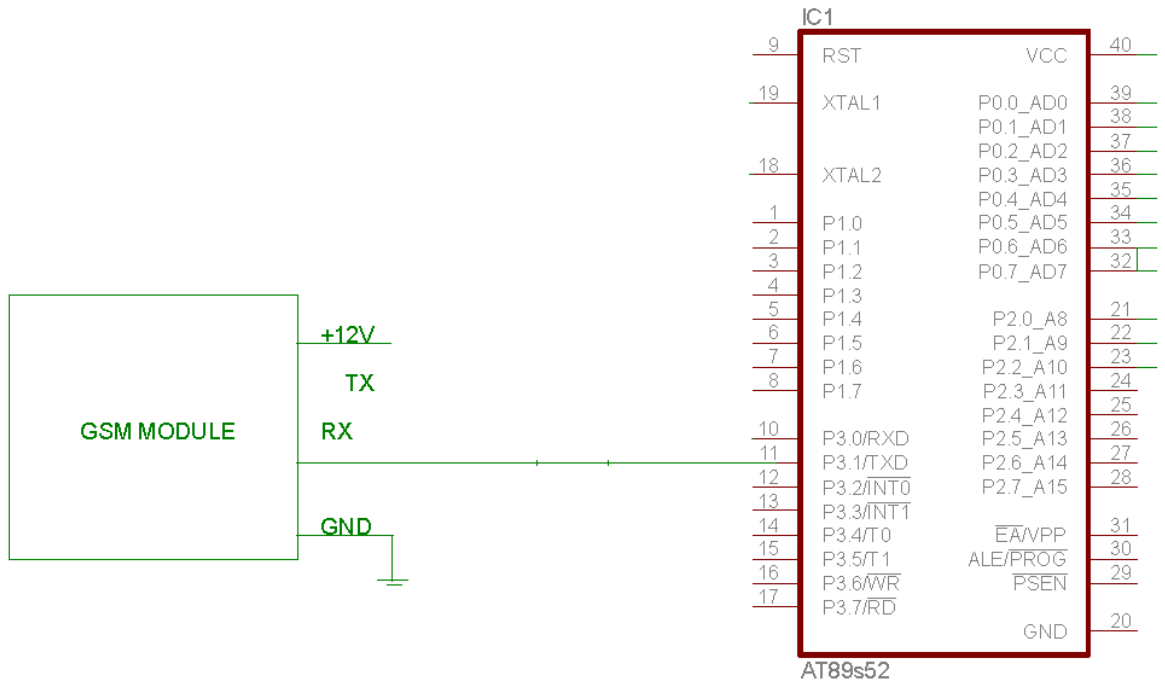 IC1
9 RST VCC 40
19 XTAL1 P0.0_AD0 39
P0.1_AD1 38
P0.2_AD2 37
18 XTAL2 P0.3_AD3 36
P0.4_AD4 35
1 P1.0 P0.5_AD5 34
2 P1.1 P0.6_AD6 33
3 P1.2 P0.7_AD7 32
4 P1.3
5 P1.4 P2.0_A8 21
6 P1.5 P2.1_A9 22
7 P1.6 P2.2_A10 23
8 P1.7 P2.3_A11 24
P2.4_A12 25
10 P3.0/RXD P2.5_A13 26
11 P3.1/TXD P2.6_A14 27
12 P3.2/INT0 P2.7_A15 28
13 P3.3/INT1
14 P3.4/T0 EA/VPP 31
15 P3.5/T1 ALE/PROG 30
16 P3.6/WR PSEN 29
17 P3.7/RD
GND 20
AT89s52
GSM MODULE
+12V
TX
RX
GND